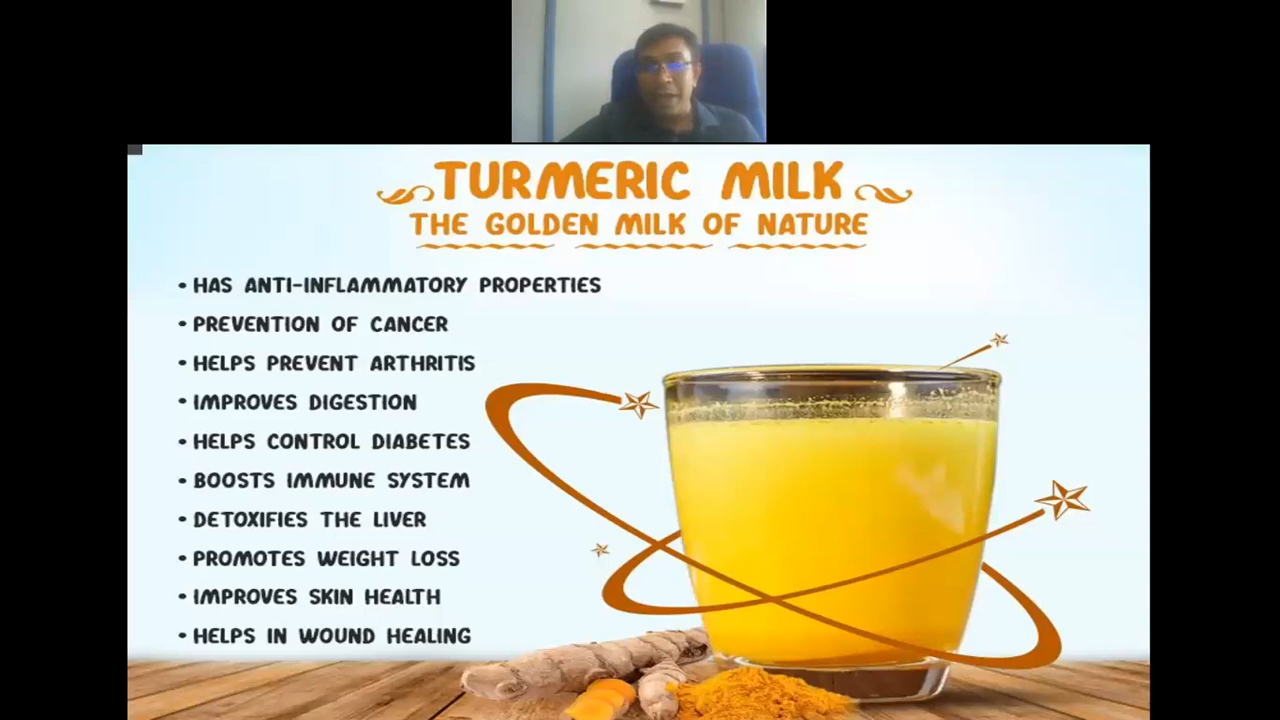 TURMERIC MILK
THE GOLDEN MILK OF NATURE
• HAS ANTI-INFLAMMATORY PROPERTIES
• PREVENTION OF CANCER
• HELPS PREVENT ARTHRITIS
• IMPROVES DIGESTION
• HELPS CONTROL DIABETES
• BOOSTS IMMUNE SYSTEM
• DETOXIFIES THE LIVER
• PROMOTES WEIGHT LOSS
• IMPROVES SKIN HEALTH
• HELPS IN WOUND HEALING